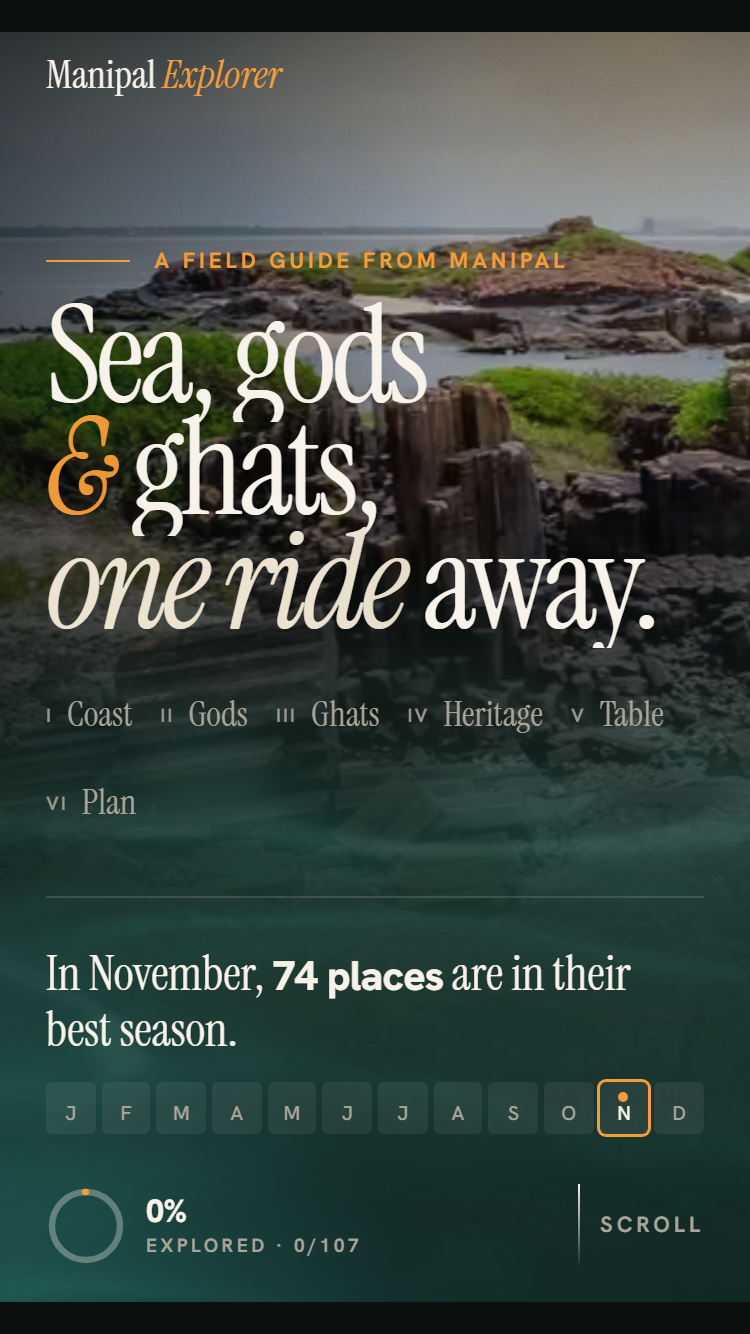 Manipal Explorer
A FIELD GUIDE FROM MANIPAL
Sea, gods
& ghats,
one ride away.
I Coast II Gods III Ghats IV Heritage V Table
VI Plan
In November, 74 places are in their
best season.
J F M A M J J A S O N D
0%
EXPLORED · 0/107
SCROLL